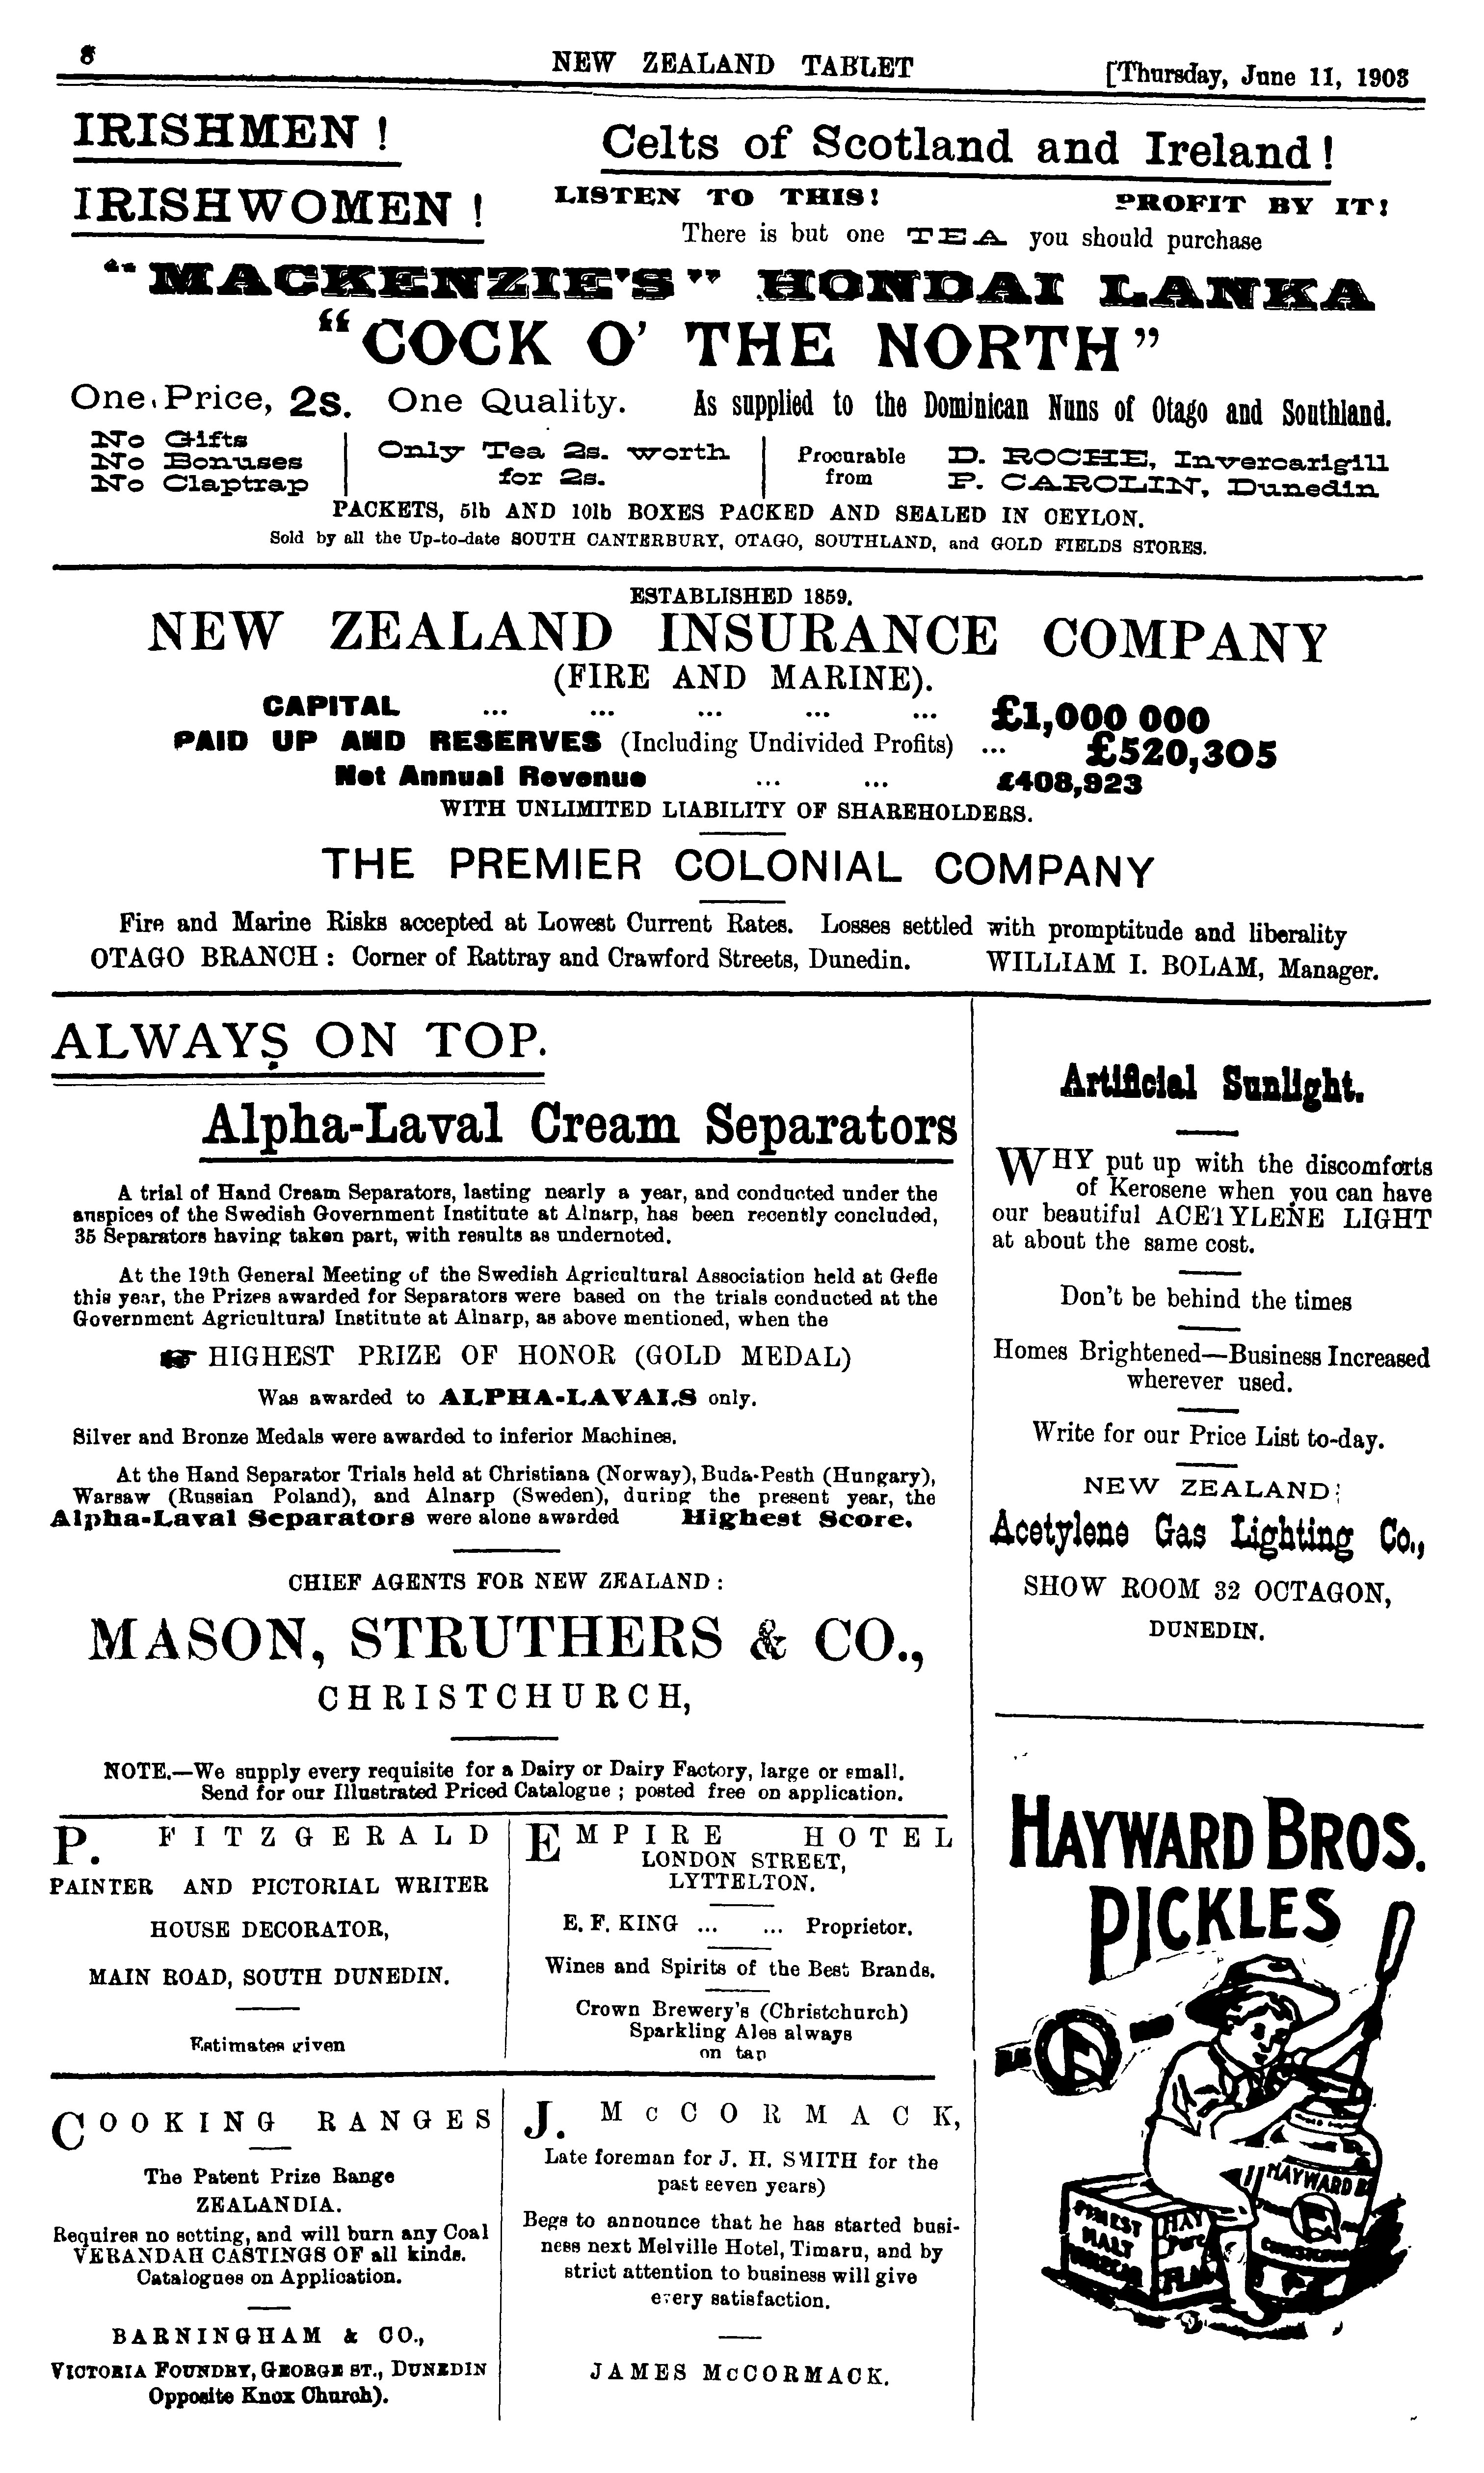 8
NEW ZEALAND TABLET
[Thursday, June 11, 1903
IRISHMEN !
IRISHWOMEN !
Celts of Scotland and Ireland !
LISTEN TO THIS! PROFIT BY IT!
There is but one TEA you should purchase
"MACKENZIE'S" HONDAI LANKA
"COCK O' THE NORTH"
One Price, 2s. One Quality. As supplied to the Dominican Nuns of Otago and Southland.
No Gifts
No Bonuses
No Claptrap
Only Tea 2s. worth
for 2s.
Procurable
from
D. ROCHE, Invercarigill
P. CAROLIN, Dunedin
PACKETS, 5lb AND 10lb BOXES PACKED AND SEALED IN CEYLON.
Sold by all the Up-to-date SOUTH CANTERBURY, OTAGO, SOUTHLAND, and GOLD FIELDS STORES.
ESTABLISHED 1859.
NEW ZEALAND INSURANCE COMPANY
(FIRE AND MARINE).
CAPITAL ... ... ... ... ... £1,000 000
PAID UP AND RESERVES (Including Undivided Profits) ... £520,305
Net Annual Revenue ... ... £408,923
WITH UNLIMITED LIABILITY OF SHAREHOLDERS.
THE PREMIER COLONIAL COMPANY
Fire and Marine Risks accepted at Lowest Current Rates. Losses settled with promptitude and liberality
OTAGO BRANCH : Corner of Rattray and Crawford Streets, Dunedin. WILLIAM I. BOLAM, Manager.
ALWAYS ON TOP.
Alpha-Laval Cream Separators
A trial of Hand Cream Separators, lasting nearly a year, and conducted under the
auspices of the Swedish Government Institute at Alnarp, has been recently concluded,
35 Separators having taken part, with results as undernoted.
At the 19th General Meeting of the Swedish Agricultural Association held at Gefle
this year, the Prizes awarded for Separators were based on the trials conducted at the
Government Agricultural Institute at Alnarp, as above mentioned, when the
☛ HIGHEST PRIZE OF HONOR (GOLD MEDAL)
Was awarded to ALPHA-LAVALS only.
Silver and Bronze Medals were awarded to inferior Machines.
At the Hand Separator Trials held at Christiana (Norway), Buda-Pesth (Hungary),
Warsaw (Russian Poland), and Alnarp (Sweden), during the present year, the
Alpha-Laval Separators were alone awarded Highest Score.
CHIEF AGENTS FOR NEW ZEALAND :
MASON, STRUTHERS & CO.,
CHRISTCHURCH,
NOTE.—We supply every requisite for a Dairy or Dairy Factory, large or small.
Send for our Illustrated Priced Catalogue ; posted free on application.
P. FITZGERALD
PAINTER AND PICTORIAL WRITER
HOUSE DECORATOR,
MAIN ROAD, SOUTH DUNEDIN.
Estimates given
EMPIRE HOTEL
LONDON STREET,
LYTTELTON.
E. F. KING ... ... Proprietor.
Wines and Spirits of the Best Brands.
Crown Brewery's (Christchurch)
Sparkling Ales always
on tap
COOKING RANGES
The Patent Prize Range
ZEALANDIA.
Requires no setting, and will burn any Coal
VERANDAH CASTINGS OF all kinds.
Catalogues on Application.
BARNINGHAM & CO.,
VICTORIA FOUNDRY, GEORGE ST., DUNEDIN
Opposite Knox Church).
J. McCORMACK,
Late foreman for J. H. SMITH for the
past seven years)
Begs to announce that he has started busi-
ness next Melville Hotel, Timaru, and by
strict attention to business will give
every satisfaction.
JAMES McCORMACK.
Artificial Sunlight.
WHY put up with the discomforts
of Kerosene when you can have
our beautiful ACETYLENE LIGHT
at about the same cost.
Don't be behind the times
Homes Brightened—Business Increased
wherever used.
Write for our Price List to-day.
NEW ZEALAND
Acetylene Gas Lighting Co.,
SHOW ROOM 32 OCTAGON,
DUNEDIN.
HAYWARD BROS.
PICKLES
HAYWARD B
FINEST
MALT
VINEGAR
HAY
PURE